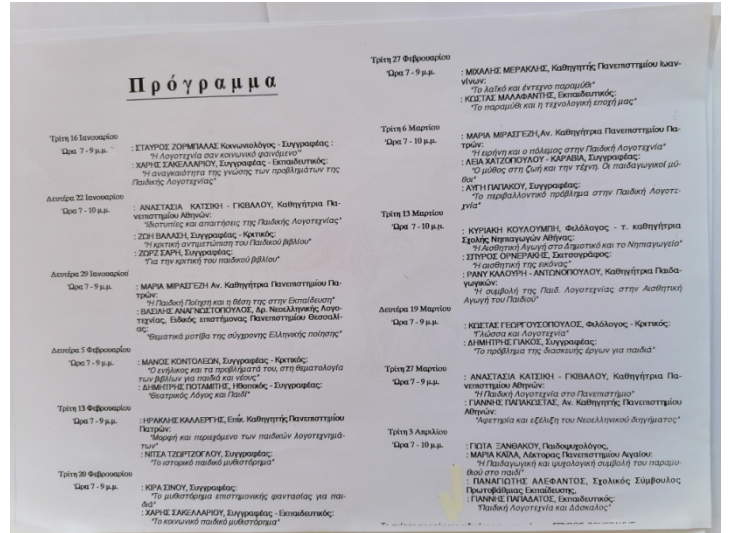 Πρόγραμμα
Τρίτη 16 Ιανουαρίου
Ώρα 7 - 9 μ.μ.
: ΣΤΑΥΡΟΣ ΖΟΡΜΠΑΛΑΣ Κοινωνιολόγος - Συγγραφέας :
"Η Λογοτεχνία σαν κοινωνικό φαινόμενο"
: ΧΑΡΗΣ ΣΑΚΕΛΛΑΡΙΟΥ, Συγγραφέας - Εκπαιδευτικός:
"Η αναγκαιότητα της γνώσης των προβλημάτων της
Παιδικής Λογοτεχνίας"
Δευτέρα 22 Ιανουαρίου
Ώρα 7 - 10 μ.μ.
: ΑΝΑΣΤΑΣΙΑ ΚΑΤΣΙΚΗ - ΓΚΙΒΑΛΟΥ, Καθηγήτρια Πα-
νεπιστημίου Αθηνών:
"Ιδιοτυπίες και απαιτήσεις της Παιδικής Λογοτεχνίας"
: ΖΩΗ ΒΑΛΑΣΗ, Συγγραφέας - Κριτικός:
"Η κριτική αντιμετώπιση του Παιδικού βιβλίου"
: ΖΩΡΖ ΣΑΡΗ, Συγγραφέας:
"Για την κριτική του παιδικού βιβλίου"
Δευτέρα 29 Ιανουαρίου
Ώρα 7 - 9 μ.μ.
: ΜΑΡΙΑ ΜΙΡΑΣΓΕΖΗ Αν. Καθηγήτρια Πανεπιστημίου Πα-
τρών:
"Η Παιδική Ποίηση και η θέση της στην Εκπαίδευση"
: ΒΑΣΙΛΗΣ ΑΝΑΓΝΩΣΤΟΠΟΥΛΟΣ, Δρ. Νεοελληνικής Λογο-
τεχνίας, Ειδικός επιστήμονας Πανεπιστημίου Θεσσαλί-
ας:
"Θεματικά μοτίβα της σύγχρονης Ελληνικής ποίησης"
Δευτέρα 5 Φεβρουαρίου
Ώρα 7 - 9 μ.μ.
: ΜΑΝΟΣ ΚΟΝΤΟΛΕΩΝ, Συγγραφέας - Κριτικός:
"Ο ενήλικος και τα προβλήματά του, στη θεματολογία
των βιβλίων για παιδιά και νέους"
: ΔΗΜΗΤΡΗΣ ΠΟΤΑΜΙΤΗΣ, Ηθοποιός - Συγγραφέας:
"Θεατρικός Λόγος και Παιδί"
Τρίτη 13 Φεβρουαρίου
Ώρα 7 - 9 μ.μ.
: ΗΡΑΚΛΗΣ ΚΑΛΛΕΡΓΗΣ, Επίκ. Καθηγητής Πανεπιστημίου
Πατρών:
"Μορφή και περιεχόμενο των παιδικών λογοτεχνημά-
των"
: ΝΙΤΣΑ ΤΖΩΡΤΖΟΓΛΟΥ, Συγγραφέας:
"Το ιστορικό παιδικό μυθιστόρημα"
Τρίτη 20 Φεβρουαρίου
Ώρα 7 - 9 μ.μ.
: ΚΙΡΑ ΣΙΝΟΥ, Συγγραφέας:
"Το μυθιστόρημα επιστημονικής φαντασίας για παι-
διά"
: ΧΑΡΗΣ ΣΑΚΕΛΛΑΡΙΟΥ, Συγγραφέας - Εκπαιδευτικός:
"Το κοινωνικό παιδικό μυθιστόρημα"
Τρίτη 27 Φεβρουαρίου
Ώρα 7 - 9 μ.μ.
: ΜΙΧΑΛΗΣ ΜΕΡΑΚΛΗΣ, Καθηγητής Πανεπιστημίου Ιωαν-
νίνων:
"Το λαϊκό και έντεχνο παραμύθι"
: ΚΩΣΤΑΣ ΜΑΛΑΦΑΝΤΗΣ, Εκπαιδευτικός:
"Το παραμύθι και η τεχνολογική εποχή μας"
Τρίτη 6 Μαρτίου
Ώρα 7 - 10 μ.μ.
: ΜΑΡΙΑ ΜΙΡΑΣΓΕΖΗ,Αν. Καθηγήτρια Πανεπιστημίου Πα-
τρών:
"Η ειρήνη και ο πόλεμος στην Παιδική Λογοτεχνία"
: ΛΕΙΑ ΧΑΤΖΟΠΟΥΛΟΥ - ΚΑΡΑΒΙΑ, Συγγραφέας:
"Ο μύθος στη ζωή και την τέχνη. Οι παιδαγωγικοί μύ-
θοι"
: ΑΥΓΗ ΠΑΠΑΚΟΥ, Συγγραφέας:
"Το περιβαλλοντικό πρόβλημα στην Παιδική Λογοτε-
χνία"
Τρίτη 13 Μαρτίου
Ώρα 7 - 10 μ.μ.
: ΚΥΡΙΑΚΗ ΚΟΥΛΟΥΜΠΗ, Φιλόλογος - τ. καθηγήτρια
Σχολής Νηπιαγωγών Αθήνας:
"Η Αισθητική Αγωγή στο Δημοτικό και το Νηπιαγωγείο"
: ΣΠΥΡΟΣ ΟΡΝΕΡΑΚΗΣ, Σκιτσογράφος:
"Η αισθητική της εικόνας"
: ΡΑΝΥ ΚΑΛΟΥΡΗ - ΑΝΤΩΝΟΠΟΥΛΟΥ, Καθηγήτρια Παιδα-
γωγικών:
"Η συμβολή της Παιδ. Λογοτεχνίας στην Αισθητική
Αγωγή του Παιδιού"
Δευτέρα 19 Μαρτίου
Ώρα 7 - 9 μ.μ.
: ΚΩΣΤΑΣ ΓΕΩΡΓΟΥΣΟΠΟΥΛΟΣ, Φιλόλογος - Κριτικός:
"Γλώσσα και Λογοτεχνία"
: ΔΗΜΗΤΡΗΣ ΓΙΑΚΟΣ, Συγγραφέας:
"Το πρόβλημα της διασκευής έργων για παιδιά"
Τρίτη 27 Μαρτίου
Ώρα 7 - 9 μ.μ.
: ΑΝΑΣΤΑΣΙΑ ΚΑΤΣΙΚΗ - ΓΚΙΒΑΛΟΥ, Καθηγήτρια Πα-
νεπιστημίου Αθηνών:
"Η Παιδική Λογοτεχνία στο Πανεπιστήμιο"
: ΓΙΑΝΝΗΣ ΠΑΠΑΚΩΣΤΑΣ, Αν. Καθηγητής Πανεπιστημίου
Αθηνών:
"Αφετηρία και εξέλιξη του Νεοελληνικού διηγήματος"
Τρίτη 3 Απριλίου
Ώρα 7 - 10 μ.μ.
: ΓΙΩΤΑ ΞΑΝΘΑΚΟΥ, Παιδοψυχολόγος,
: ΜΑΡΙΑ ΚΑΪΛΑ, Λέκτορας Πανεπιστημίου Αιγαίου:
"Η Παιδαγωγική και ψυχολογική συμβολή του παραμυ-
θιού στο παιδί"
: ΠΑΝΑΓΙΩΤΗΣ ΑΛΕΦΑΝΤΟΣ, Σχολικός Σύμβουλος
Πρωτοβάθμιας Εκπαίδευσης,
: ΓΙΑΝΝΗΣ ΠΑΠΑΔΑΤΟΣ, Εκπαιδευτικός:
"Παιδική Λογοτεχνία και Δάσκαλος"